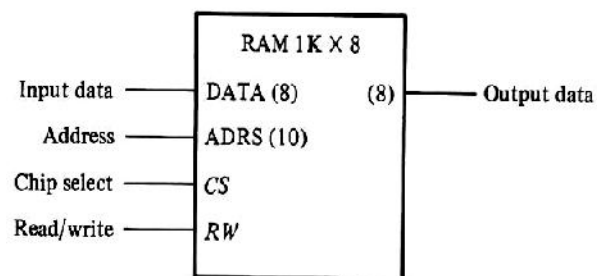 RAM 1K × 8
Input data DATA (8) (8) Output data
Address ADRS (10)
Chip select CS
Read/write RW